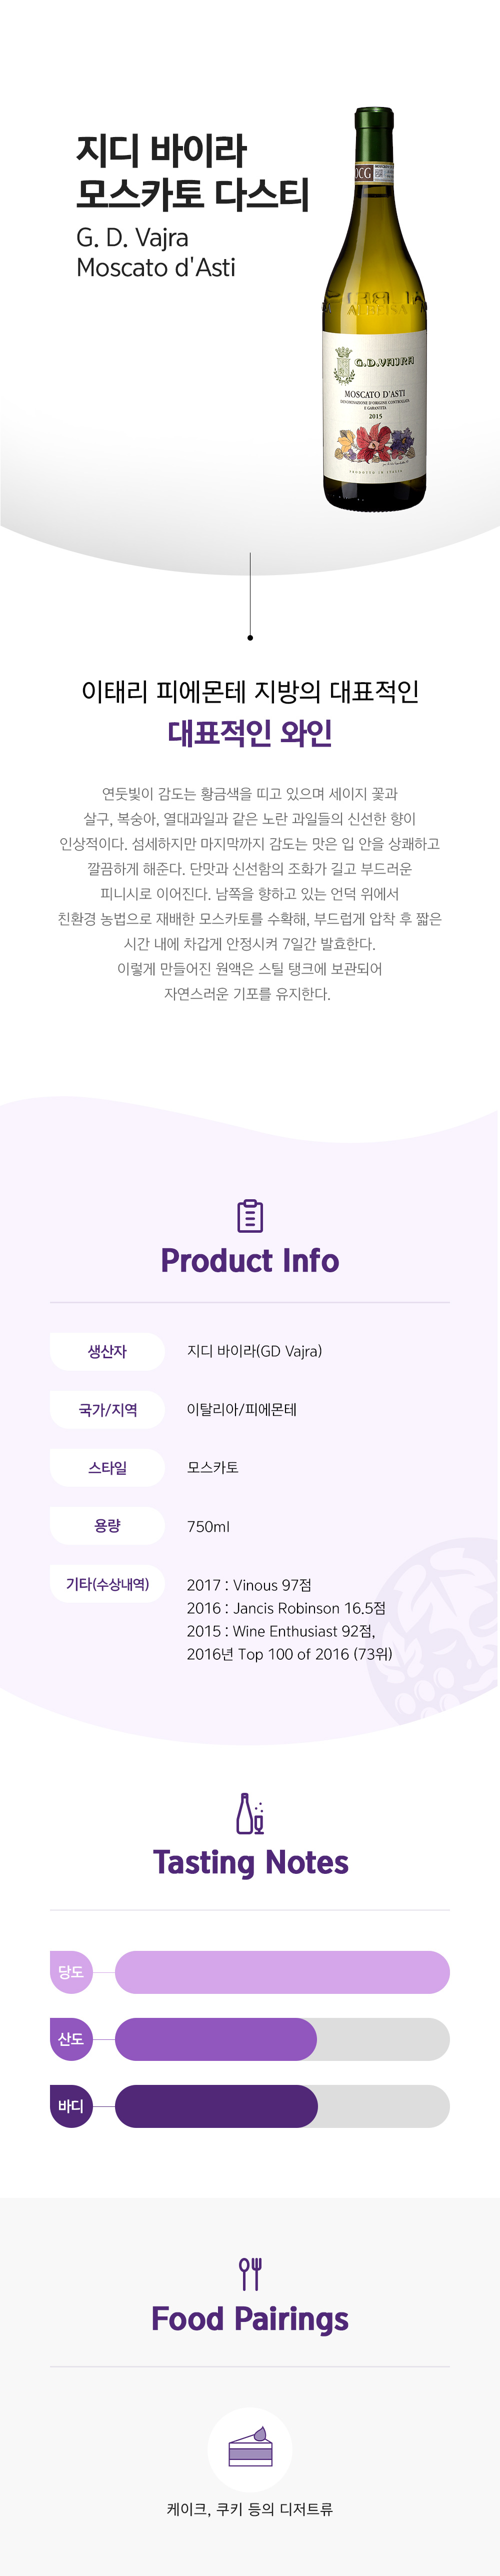 지디 바이라
모스카토 다스티
G. D. Vajra
Moscato d'Asti
OCG
ALBEISA
G.D.VAJRA
MOSCATO D'ASTI
DENOMINAZIONE D'ORIGINE CONTROLLATA
E GARANTITA
2015
PRODOTTO IN ITALIA
이태리 피에몬테 지방의 대표적인
대표적인 와인
연둣빛이 감도는 황금색을 띠고 있으며 세이지 꽃과
살구, 복숭아, 열대과일과 같은 노란 과일들의 신선한 향이
인상적이다. 섬세하지만 마지막까지 감도는 맛은 입 안을 상쾌하고
깔끔하게 해준다. 단맛과 신선함의 조화가 길고 부드러운
피니시로 이어진다. 남쪽을 향하고 있는 언덕 위에서
친환경 농법으로 재배한 모스카토를 수확해, 부드럽게 압착 후 짧은
시간 내에 차갑게 안정시켜 7일간 발효한다.
이렇게 만들어진 원액은 스틸 탱크에 보관되어
자연스러운 기포를 유지한다.
Product Info
생산자 지디 바이라(GD Vajra)
국가/지역 이탈리아/피에몬테
스타일 모스카토
용량 750ml
기타(수상내역) 2017 : Vinous 97점
2016 : Jancis Robinson 16.5점
2015 : Wine Enthusiast 92점,
2016년 Top 100 of 2016 (73위)
Tasting Notes
당도
산도
바디
Food Pairings
케이크, 쿠키 등의 디저트류